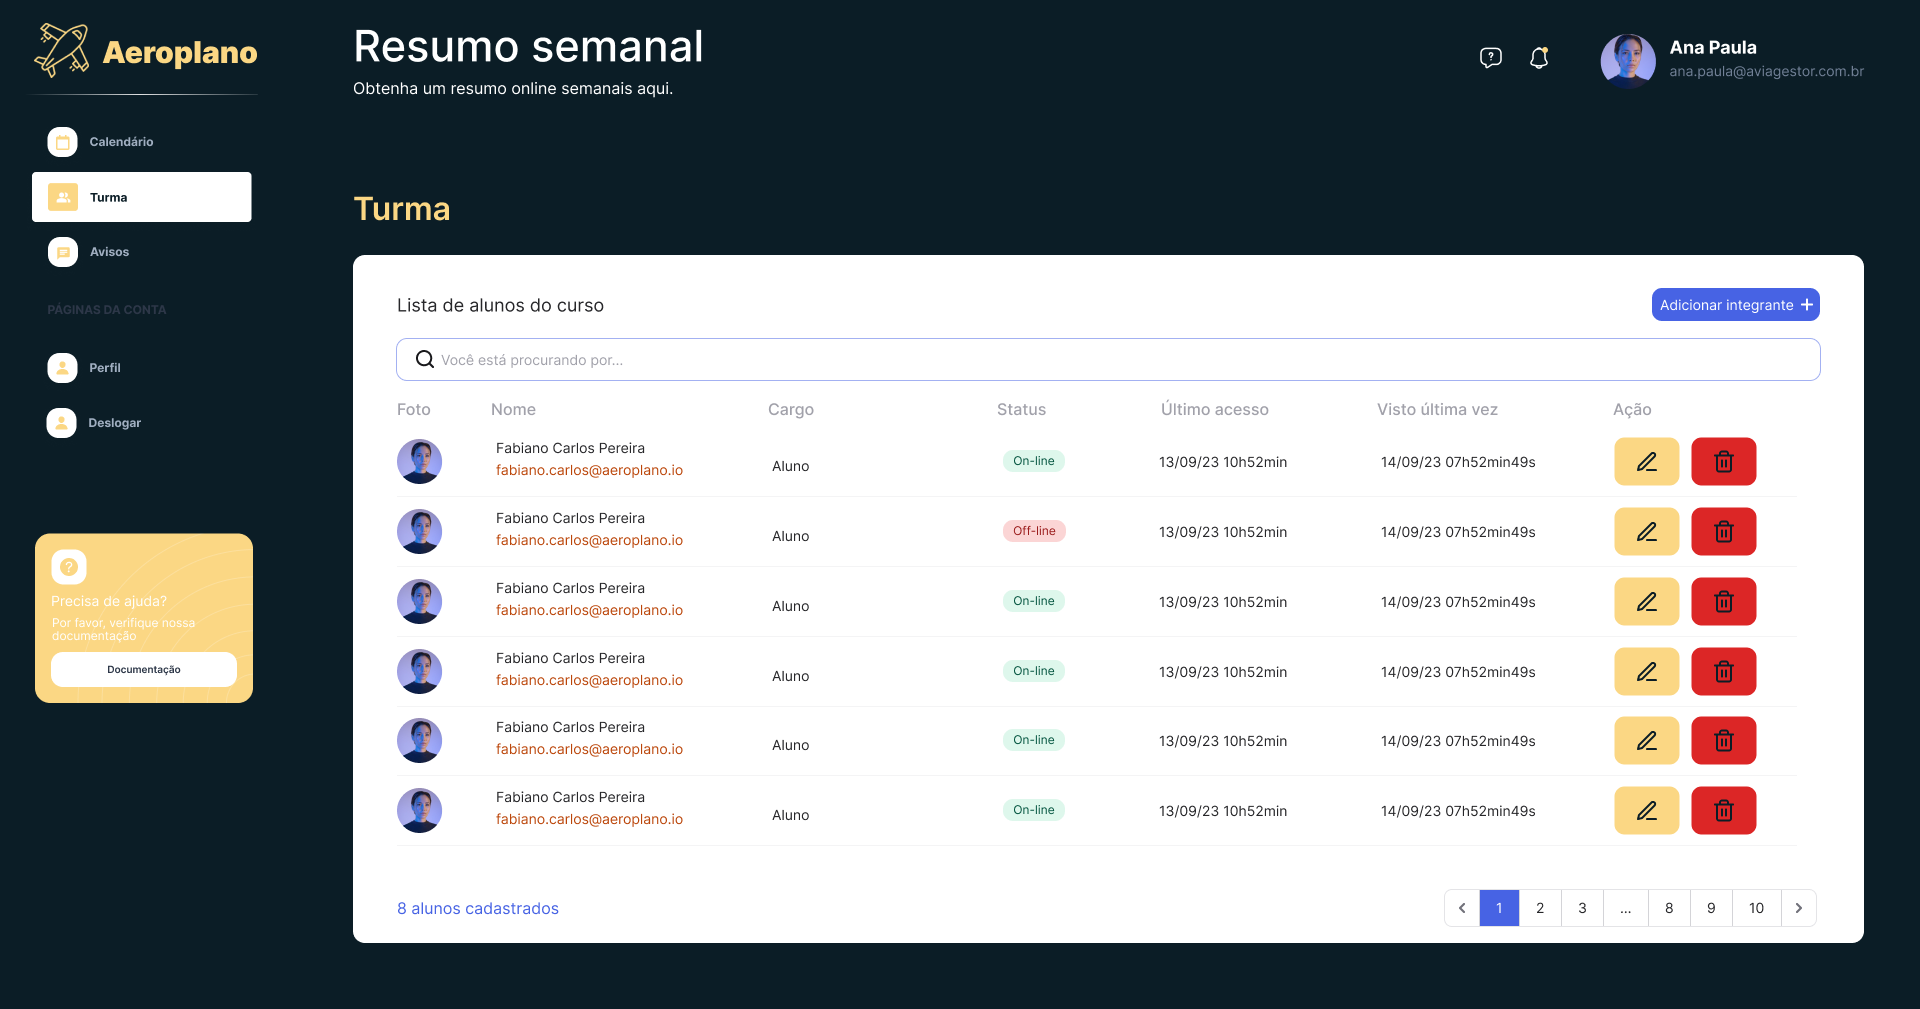 Aeroplano
Resumo semanal
Obtenha um resumo online semanais aqui.
Ana Paula
ana.paula@aviagestor.com.br
Calendário
Turma
Avisos
PÁGINAS DA CONTA
Perfil
Deslogar
?
Precisa de ajuda?
Por favor, verifique nossa
documentação
Documentação
Turma
Lista de alunos do curso
Adicionar integrante +
Você está procurando por...
Foto Nome Cargo Status Último acesso Visto última vez Ação
Fabiano Carlos Pereira
fabiano.carlos@aeroplano.io
Aluno On-line 13/09/23 10h52min 14/09/23 07h52min49s
Fabiano Carlos Pereira
fabiano.carlos@aeroplano.io
Aluno Off-line 13/09/23 10h52min 14/09/23 07h52min49s
Fabiano Carlos Pereira
fabiano.carlos@aeroplano.io
Aluno On-line 13/09/23 10h52min 14/09/23 07h52min49s
Fabiano Carlos Pereira
fabiano.carlos@aeroplano.io
Aluno On-line 13/09/23 10h52min 14/09/23 07h52min49s
Fabiano Carlos Pereira
fabiano.carlos@aeroplano.io
Aluno On-line 13/09/23 10h52min 14/09/23 07h52min49s
Fabiano Carlos Pereira
fabiano.carlos@aeroplano.io
Aluno On-line 13/09/23 10h52min 14/09/23 07h52min49s
8 alunos cadastrados
1 2 3 ... 8 9 10